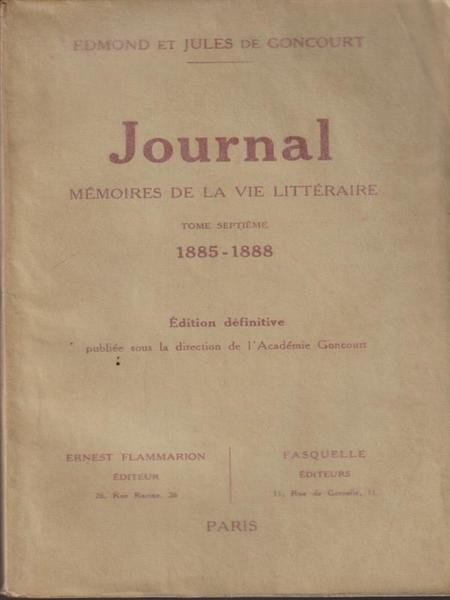 EDMOND ET JULES DE GONCOURT
Journal
MÉMOIRES DE LA VIE LITTÉRAIRE
TOME SEPTIÈME
1885-1888
Édition définitive
publiée sous la direction de l'Académie Goncourt
ERNEST FLAMMARION
ÉDITEUR
26, Rue Racine, 26
FASQUELLE
ÉDITEURS
11, Rue de Grenelle, 11
PARIS